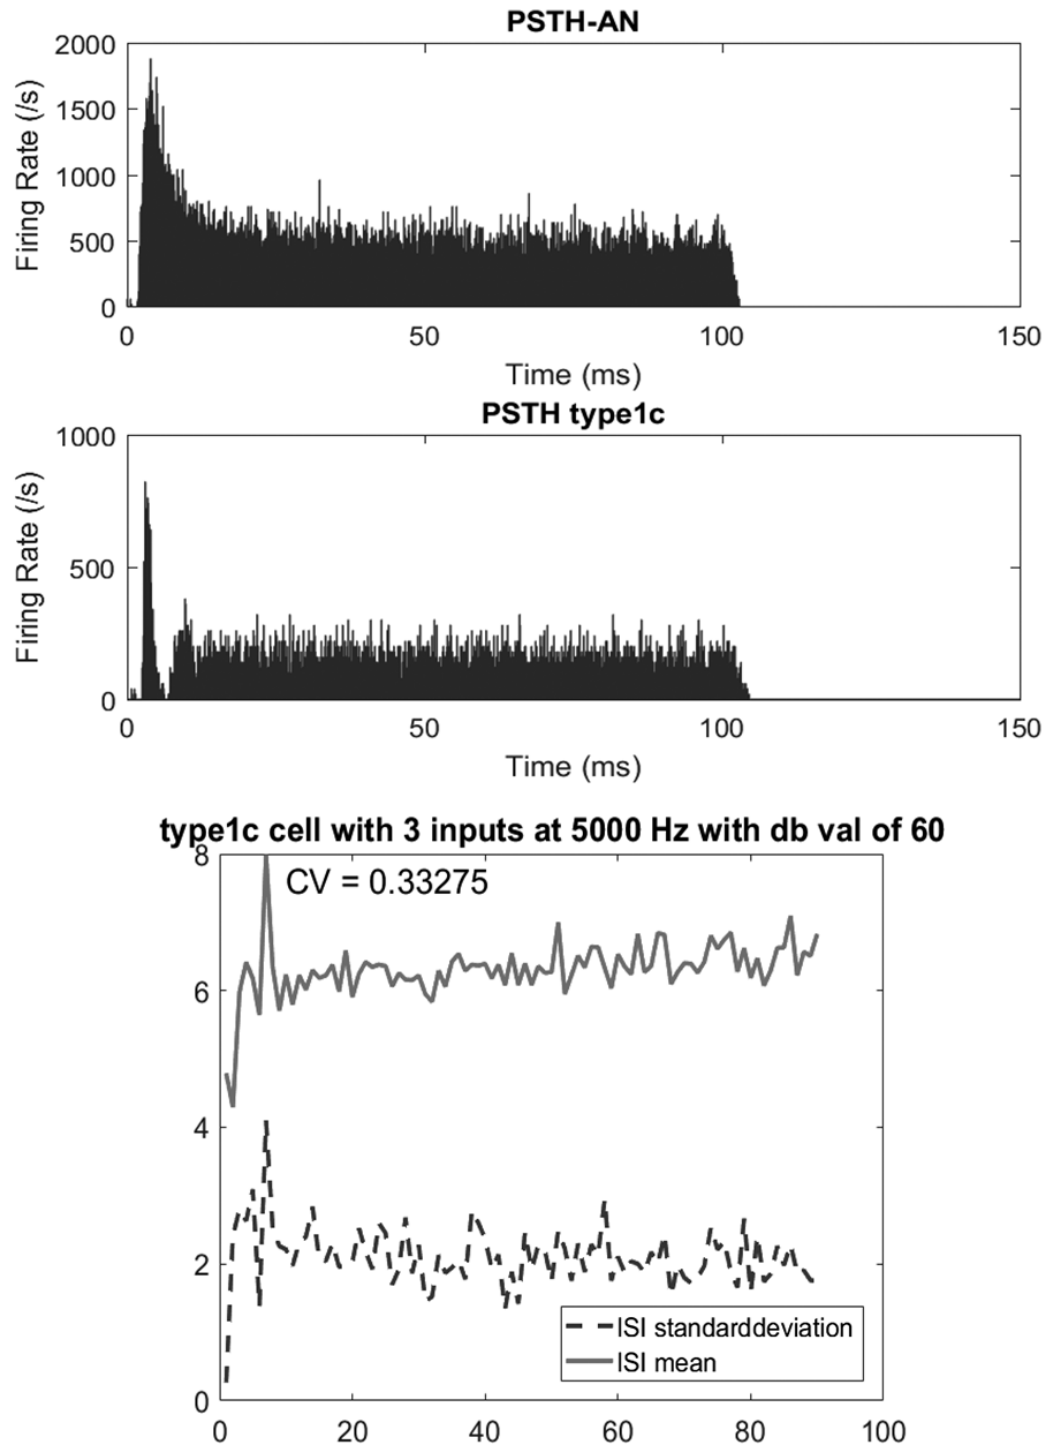 PSTH-AN
2000
1500
1000
500
0
Firing Rate (/s)
0 50 100 150
Time (ms)
PSTH type1c
1000
500
0
Firing Rate (/s)
0 50 100 150
Time (ms)
type1c cell with 3 inputs at 5000 Hz with db val of 60
8
CV = 0.33275
6
4
2
0
ISI standarddeviation
ISI mean
0 20 40 60 80 100